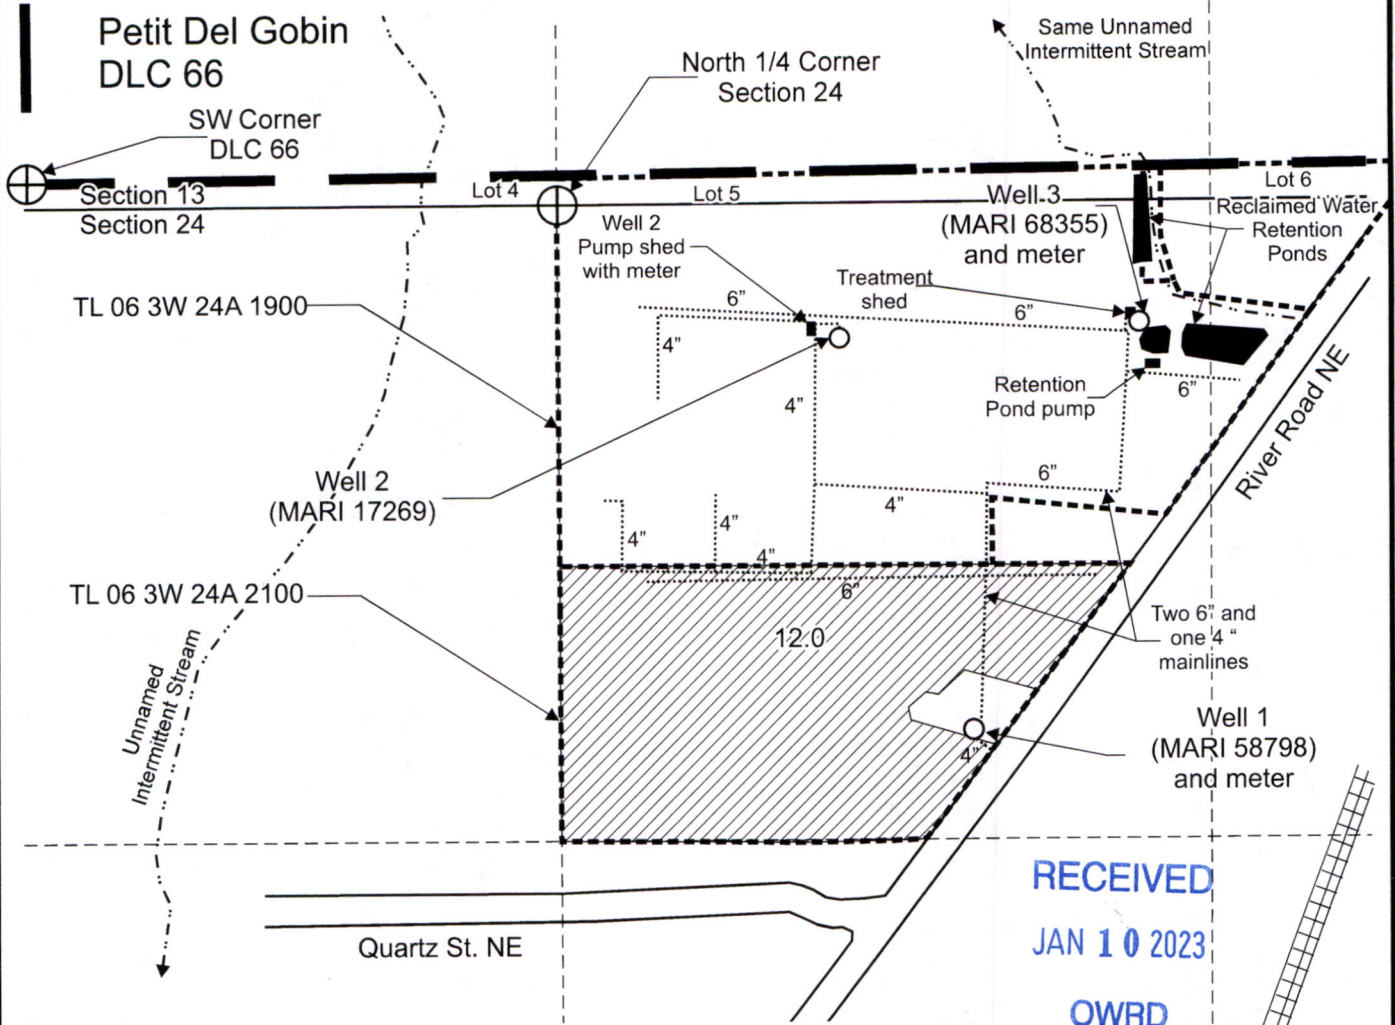 Petit Del Gobin
DLC 66
Same Unnamed
Intermittent Stream
North 1/4 Corner
Section 24
SW Corner
DLC 66
Section 13
Section 24
Lot 4
Lot 5
Lot 6
Well 2
Pump shed
with meter
Well 3
(MARI 68355)
and meter
Reclaimed Water
Retention
Ponds
Treatment
shed
TL 06 3W 24A 1900
6”
6”
4”
4”
Retention
Pond pump
6”
River Road NE
Well 2
(MARI 17269)
6”
4”
4”
4”
4”
6”
TL 06 3W 24A 2100
12.0
Two 6” and
one 4 “
mainlines
Unnamed
Intermittent Stream
Well 1
(MARI 58798)
and meter
4”
RECEIVED
JAN 10 2023
OWRD
Quartz St. NE